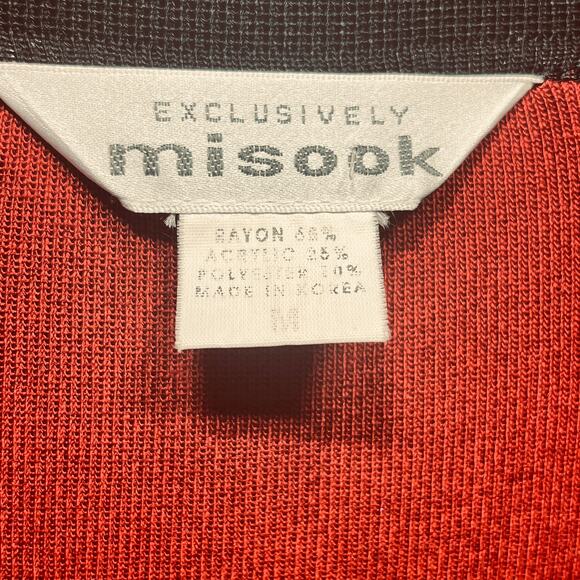 EXCLUSIVELY
misook
RAYON 65%
ACRYLIC 25%
POLYESTER 10%
MADE IN KOREA
M